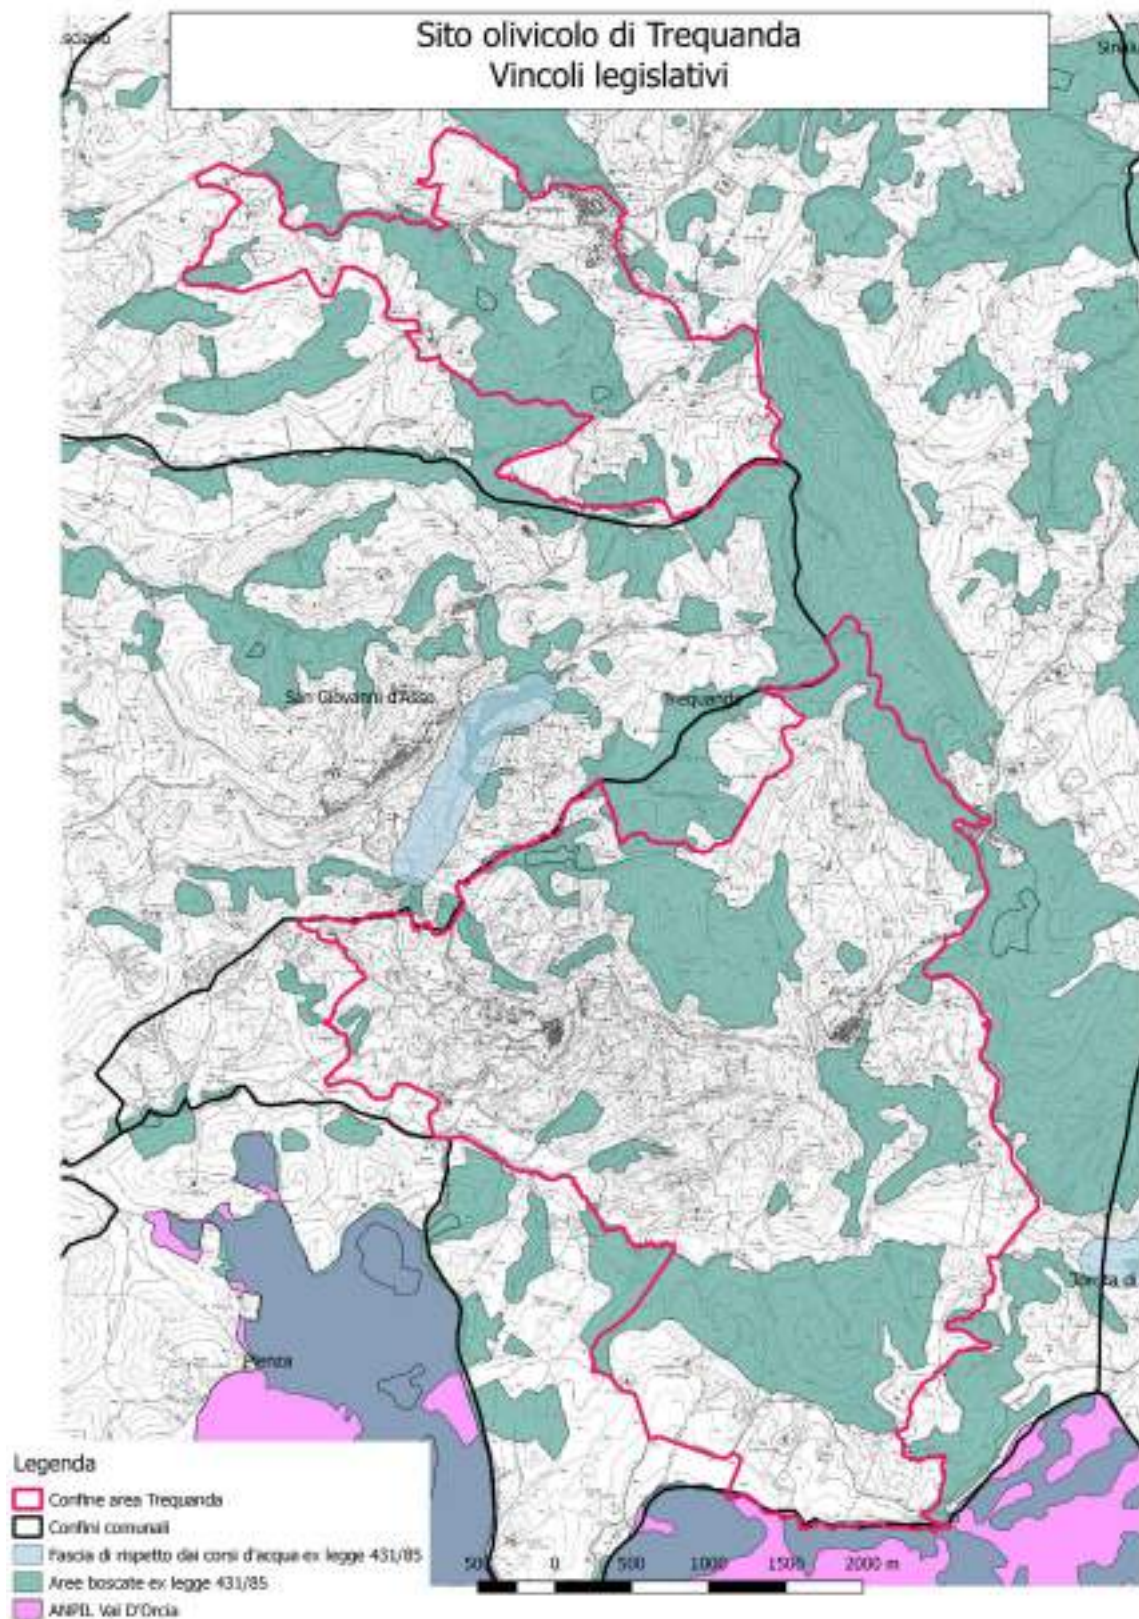 Sito olivicolo di Trequanda
Vincoli legislativi
San Giovanni d'Asso
Trequanda
Pienza
Legenda
Confine area Trequanda
Confini comunali
Fascia di rispetto dai corsi d'acqua ex legge 431/85
Aree boscate ex legge 431/85
ANPIL Val D'Orcia
0 500 1000 1500 2000 m